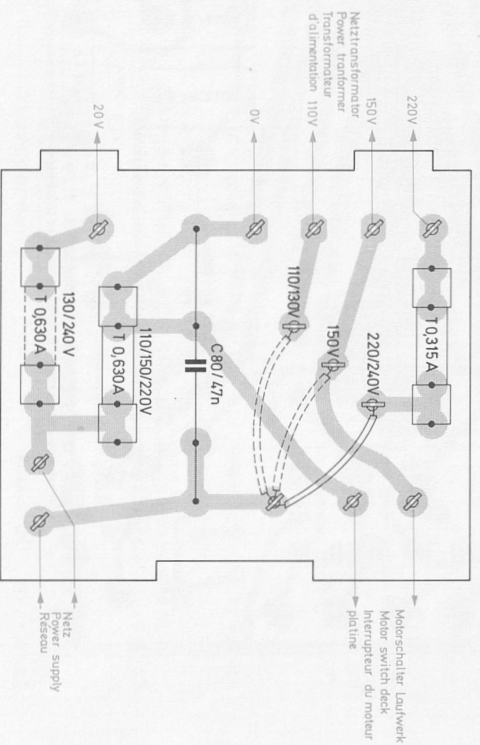 Netztransformator
Power tranformer
Transformateur
d'alimentation
220V
150V
110V
0V
20V
T 0,315 A
220/240V
150V
110/130V
C80/47n
110/150/220V
T 0,630A
130/240 V
T 0,630A
Motorschalter Laufwerk
Motor switch deck
Interrupteur du moteur
platine
Netz
Power supply
Réseau